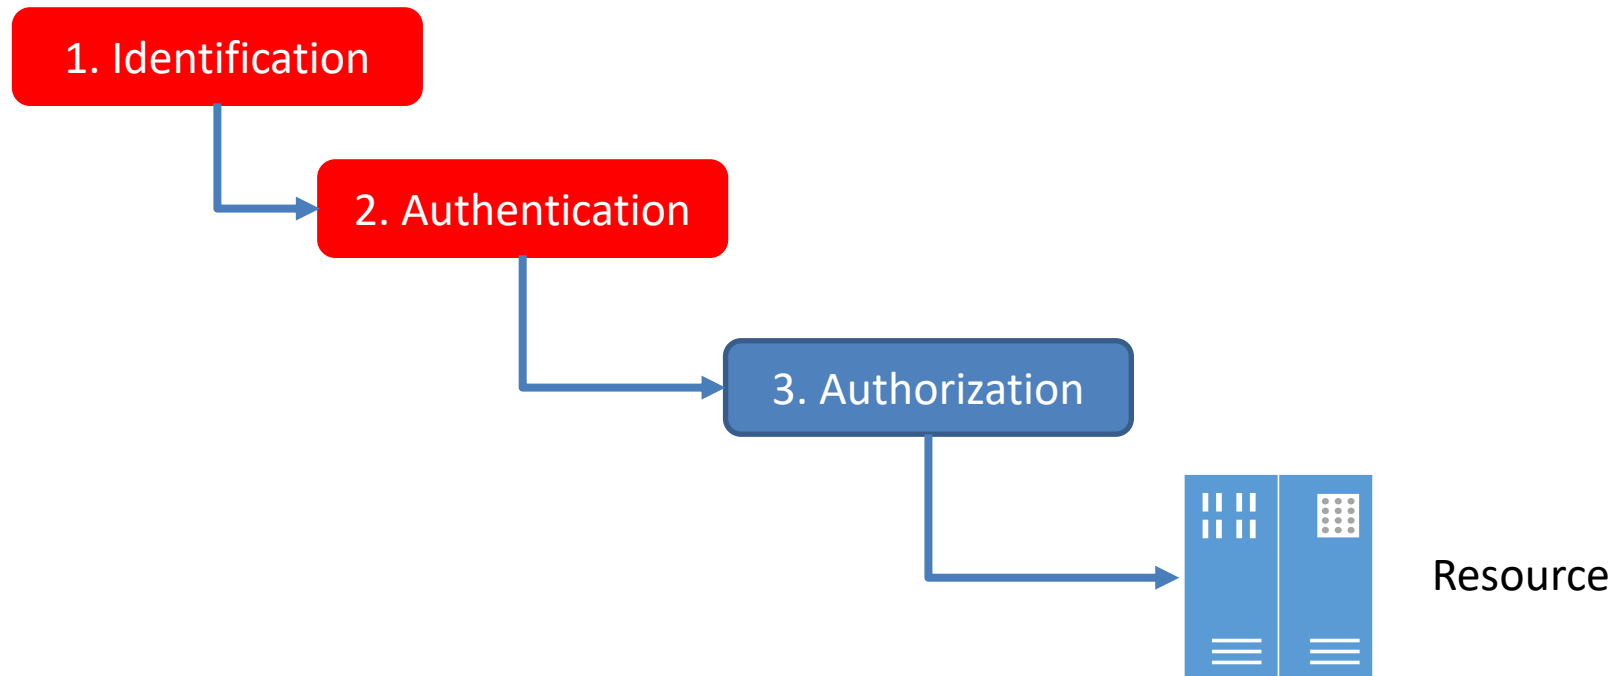 1. Identification
2. Authentication
3. Authorization
Resource